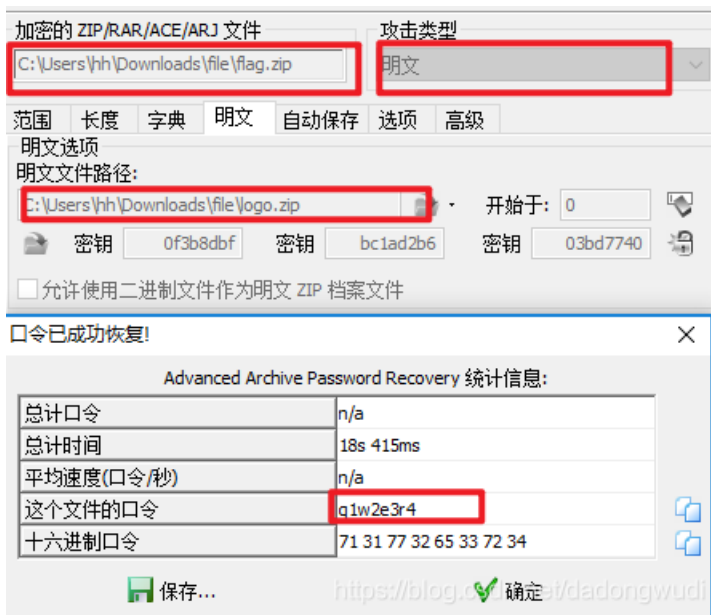 加密的 ZIP/RAR/ACE/ARJ 文件 攻击类型
C:\Users\hh\Downloads\file\flag.zip 明文
范围 长度 字典 明文 自动保存 选项 高级
明文选项
明文文件路径:
C:\Users\hh\Downloads\file\logo.zip 开始于: 0
密钥 0f3b8dbf 密钥 bc1ad2b6 密钥 03bd7740
允许使用二进制文件作为明文 ZIP 档案文件
口令已成功恢复!
Advanced Archive Password Recovery 统计信息:
总计口令 n/a
总计时间 18s 415ms
平均速度(口令/秒) n/a
这个文件的口令 q1w2e3r4
十六进制口令 71 31 77 32 65 33 72 34
保存... 确定